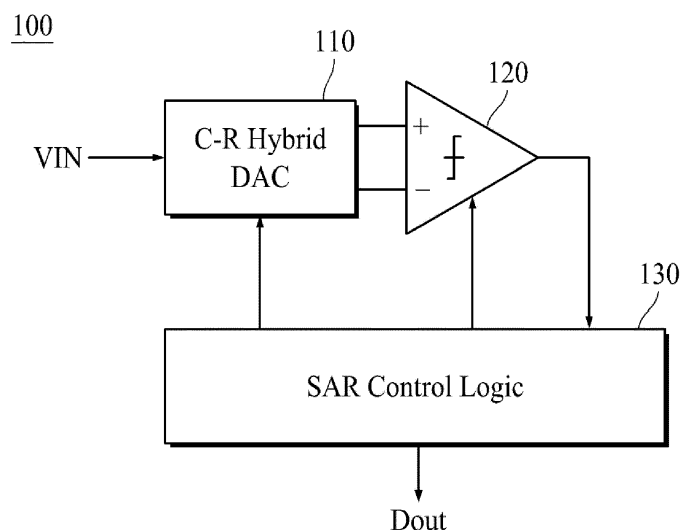 100
110
120
C-R Hybrid
DAC
+
−
VIN
130
SAR Control Logic
Dout